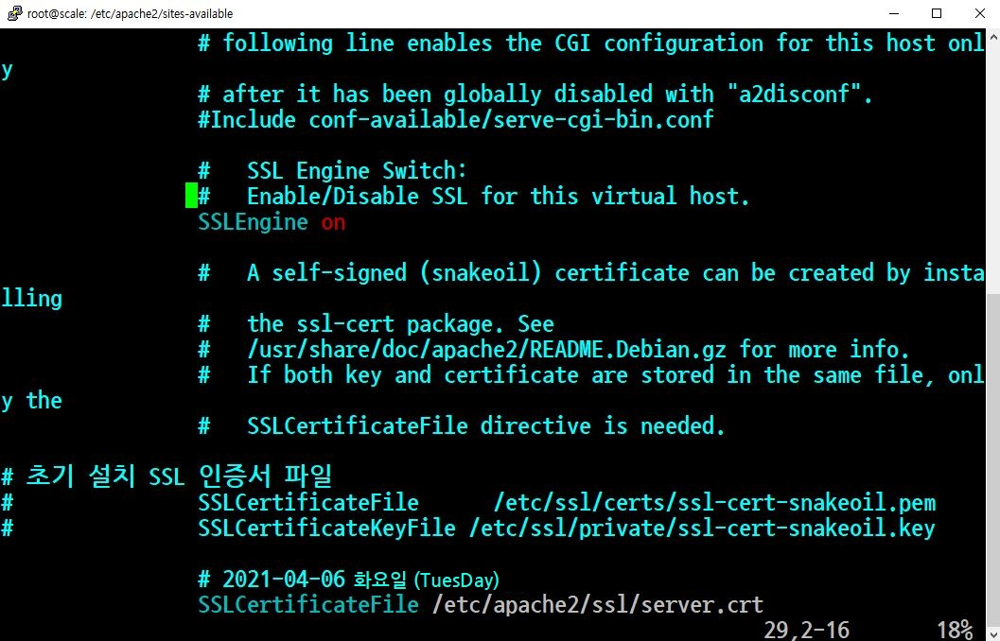 root@scale: /etc/apache2/sites-available
# following line enables the CGI configuration for this host onl
y
# after it has been globally disabled with "a2disconf".
#Include conf-available/serve-cgi-bin.conf
#   SSL Engine Switch:
#   Enable/Disable SSL for this virtual host.
SSLEngine on
#   A self-signed (snakeoil) certificate can be created by insta
lling
#   the ssl-cert package. See
#   /usr/share/doc/apache2/README.Debian.gz for more info.
#   If both key and certificate are stored in the same file, onl
y the
#   SSLCertificateFile directive is needed.
# 초기 설치 SSL 인증서 파일
#               SSLCertificateFile      /etc/ssl/certs/ssl-cert-snakeoil.pem
#               SSLCertificateKeyFile /etc/ssl/private/ssl-cert-snakeoil.key
# 2021-04-06 화요일 (TuesDay)
SSLCertificateFile /etc/apache2/ssl/server.crt
29,2-16       18%